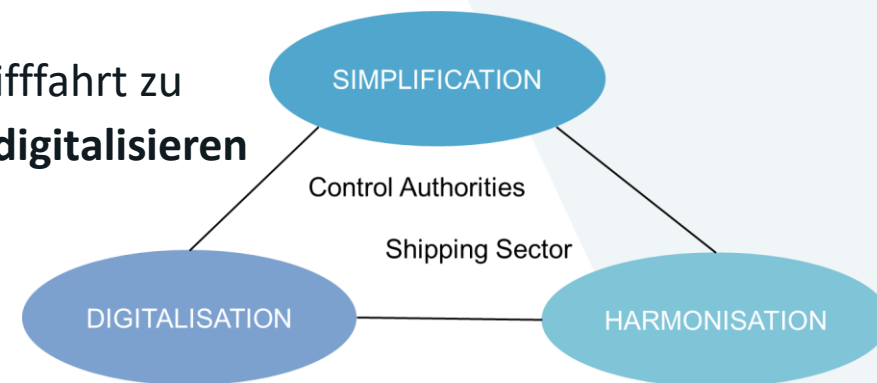 ifffahrt zu
digitalisieren
SIMPLIFICATION
Control Authorities
Shipping Sector
DIGITALISATION
HARMONISATION